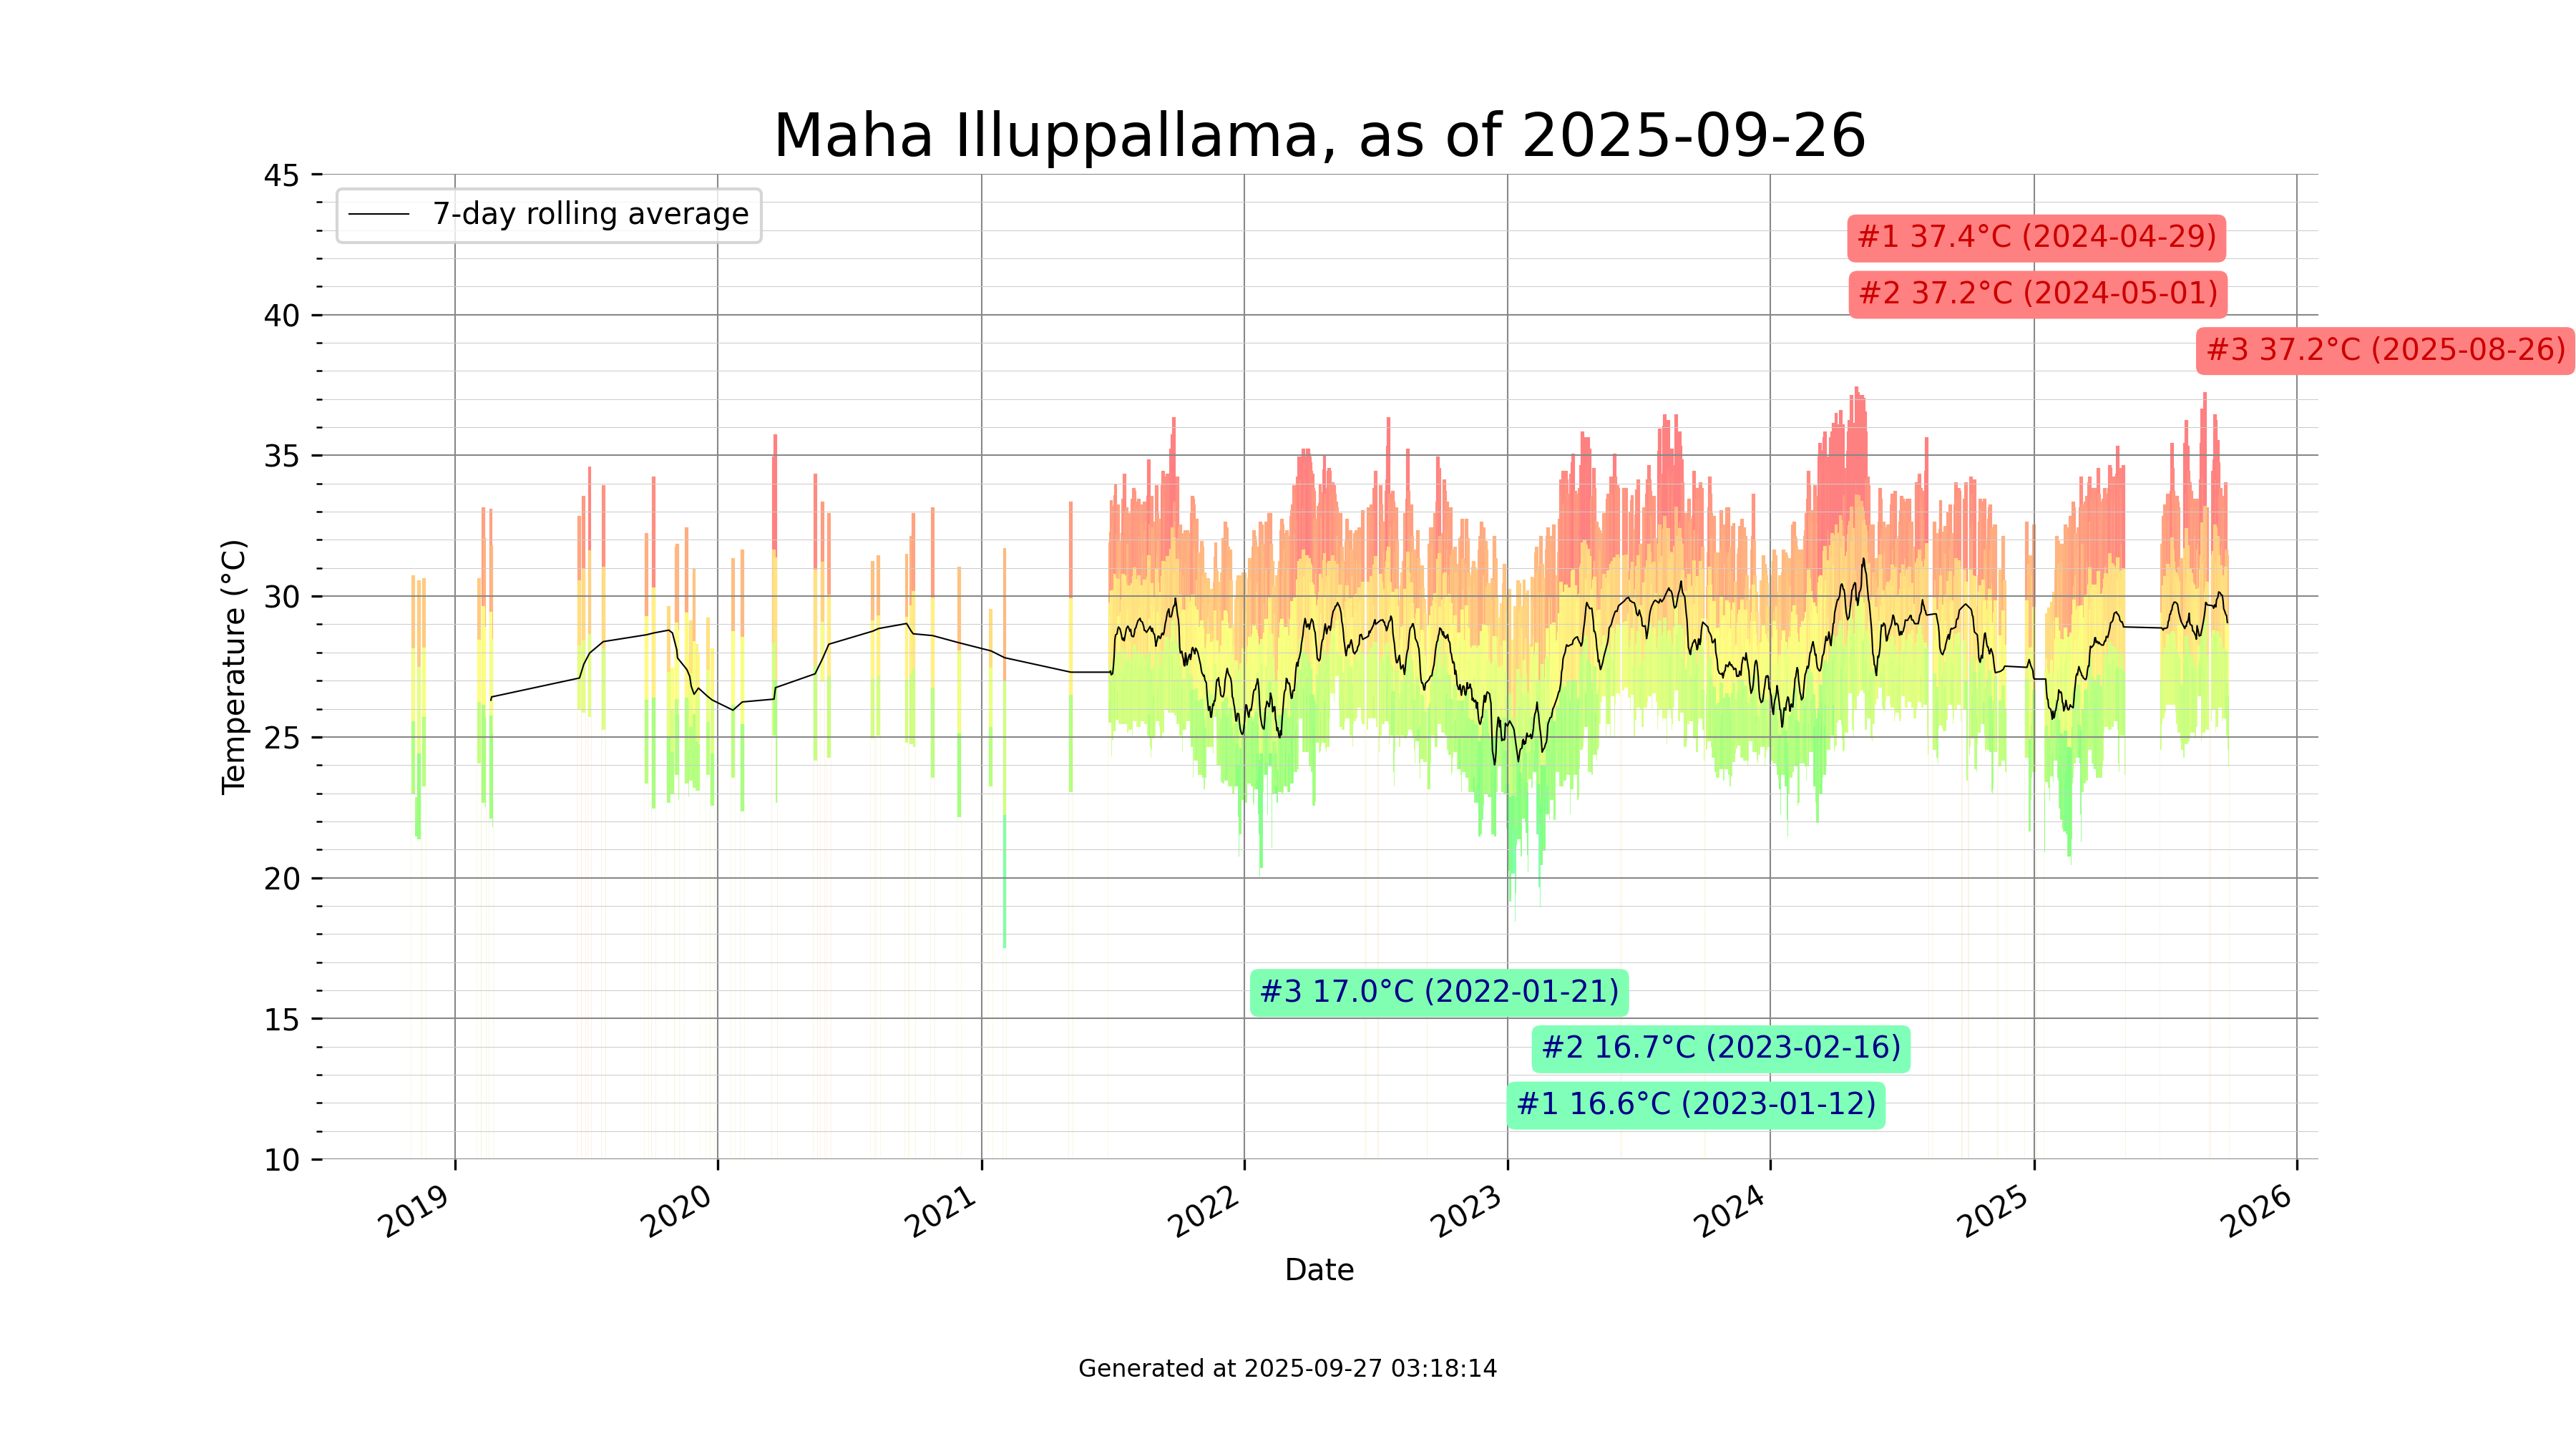 Maha Illuppallama, as of 2025-09-26
7-day rolling average
#1 37.4°C (2024-04-29)
#2 37.2°C (2024-05-01)
#3 37.2°C (2025-08-26)
#3 17.0°C (2022-01-21)
#2 16.7°C (2023-02-16)
#1 16.6°C (2023-01-12)
Temperature (°C)
45
40
35
30
25
20
15
10
2019
2020
2021
2022
2023
2024
2025
2026
Date
Generated at 2025-09-27 03:18:14